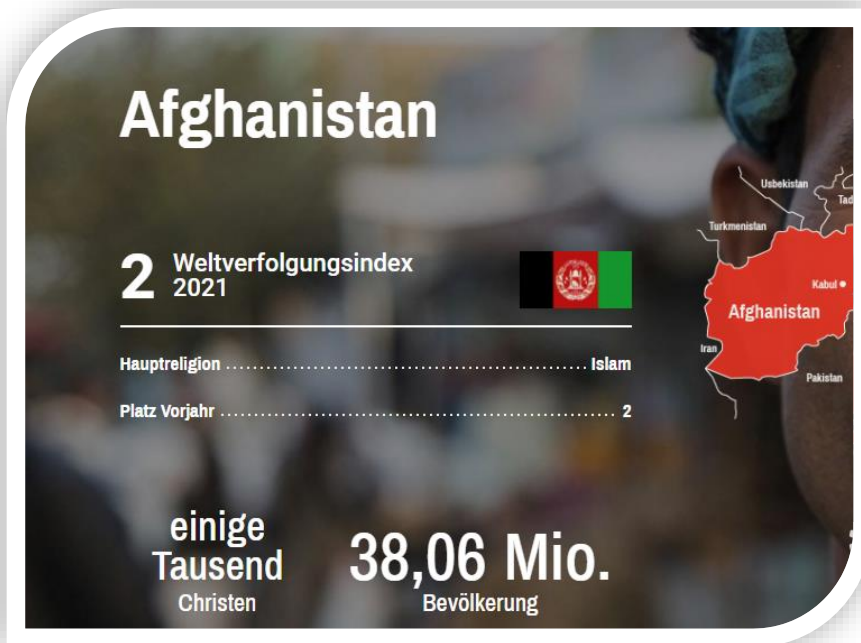 Afghanistan
2 Weltverfolgungsindex
2021
Hauptreligion ........ Islam
Platz Vorjahr ........ 2
einige
Tausend
Christen
38,06 Mio.
Bevölkerung
Usbekistan
Turkmenistan
Kabul
Afghanistan
Iran
Pakistan